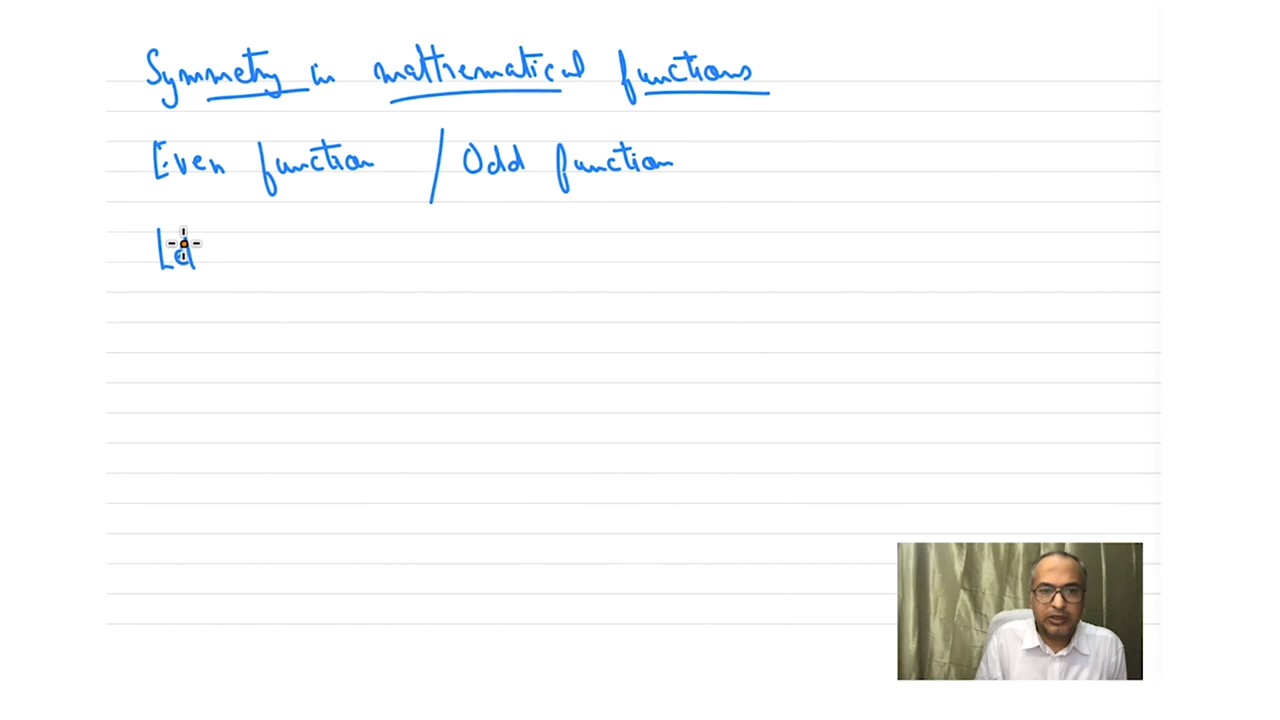 Symmetry in mathematical functions
Even function / Odd function